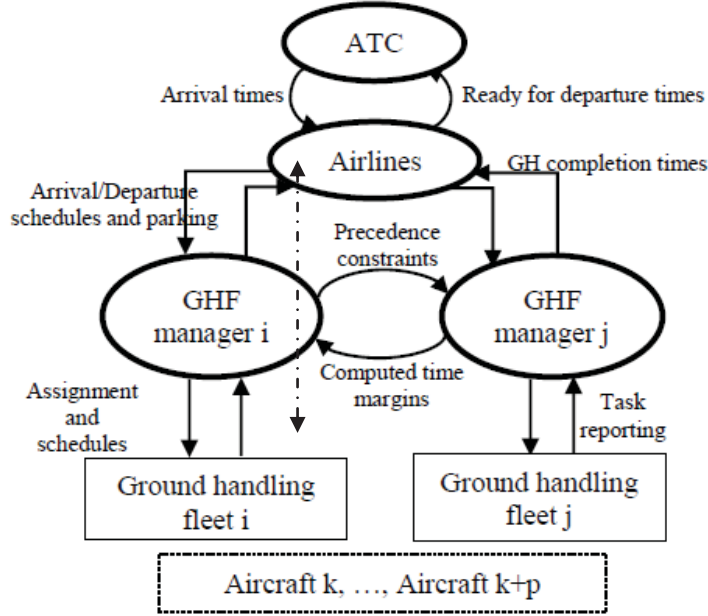 ATC
Arrival times
Ready for departure times
Airlines
GH completion times
Arrival/Departure
schedules and parking
Precedence
constraints
GHF
manager i
GHF
manager j
Computed time
margins
Assignment
and
schedules
Task
reporting
Ground handling
fleet i
Ground handling
fleet j
Aircraft k, …, Aircraft k+p